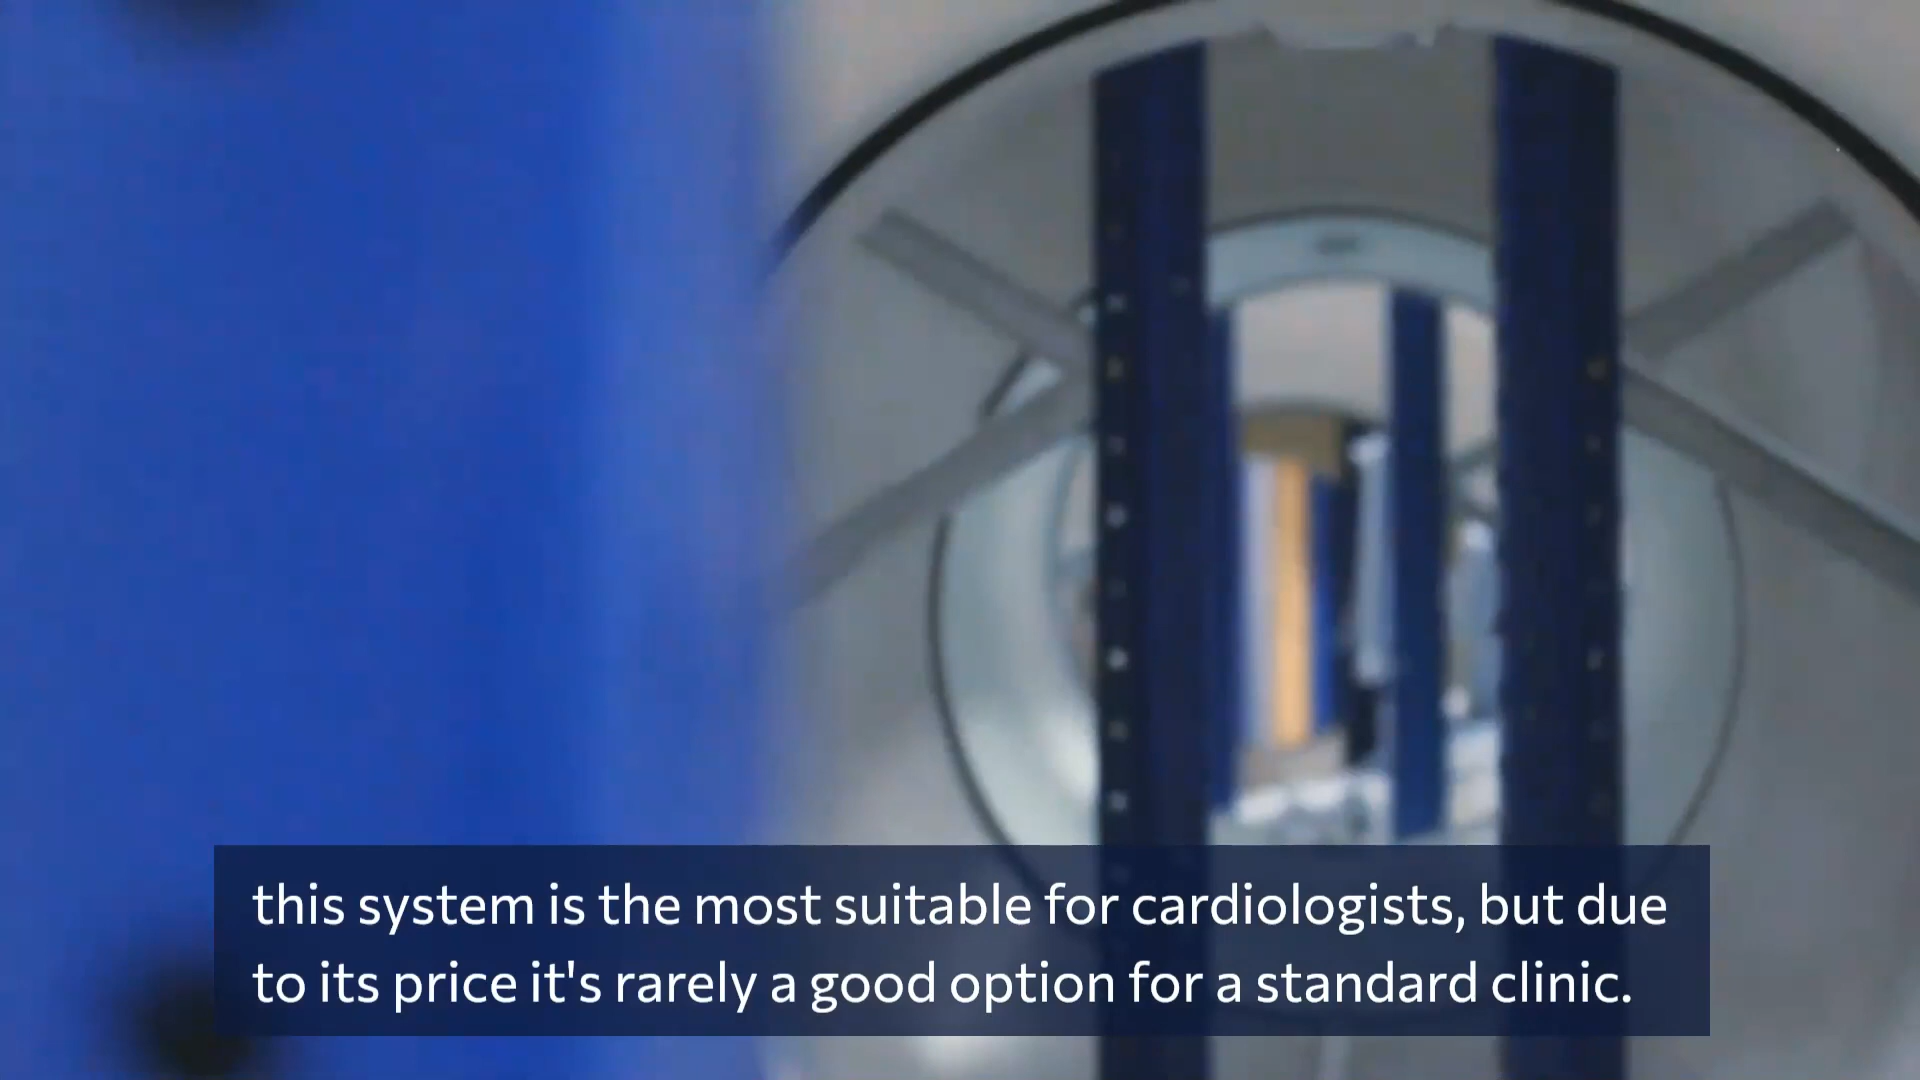 this system is the most suitable for cardiologists, but due
to its price it's rarely a good option for a standard clinic.